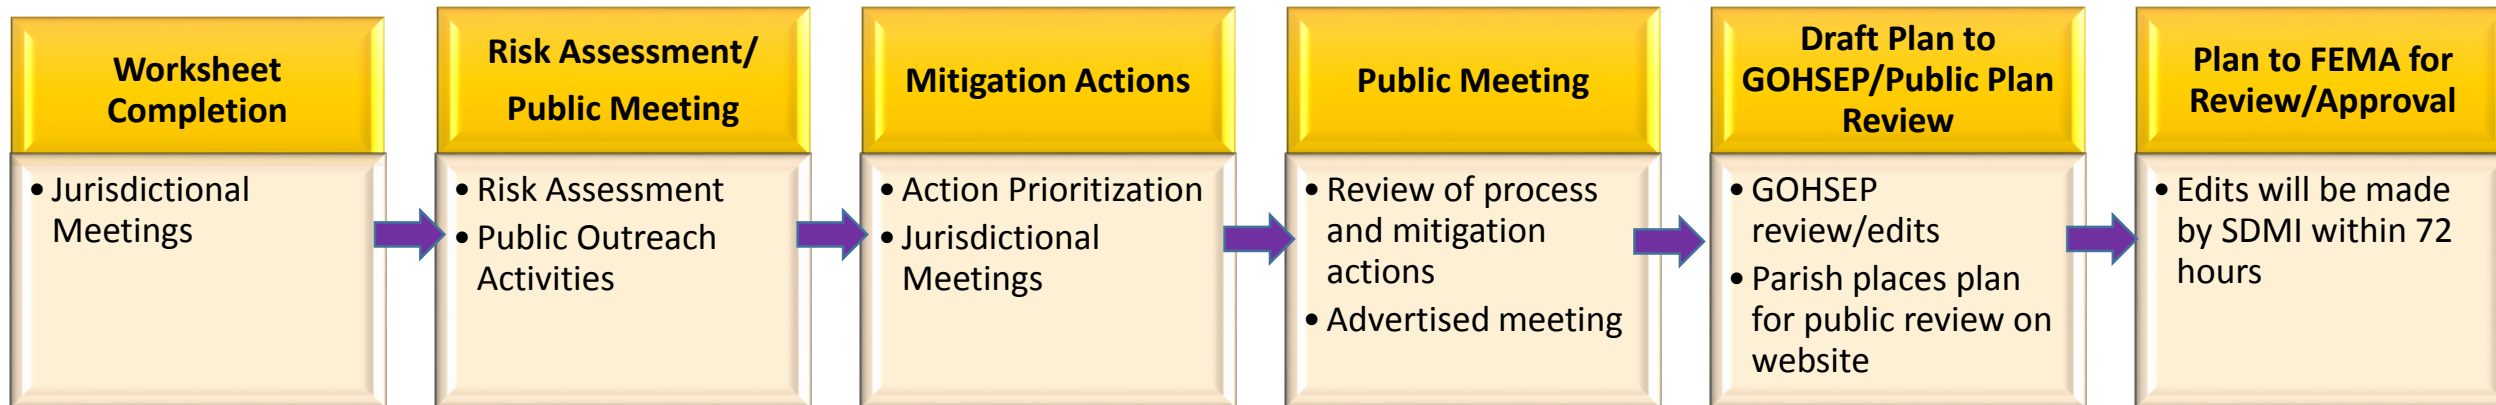 Worksheet
Completion
• Jurisdictional
Meetings
Risk Assessment/
Public Meeting
• Risk Assessment
• Public Outreach
Activities
Mitigation Actions
• Action Prioritization
• Jurisdictional
Meetings
Public Meeting
• Review of process
and mitigation
actions
• Advertised meeting
Draft Plan to
GOHSEP/Public Plan
Review
• GOHSEP
review/edits
• Parish places plan
for public review on
website
Plan to FEMA for
Review/Approval
• Edits will be made
by SDMI within 72
hours